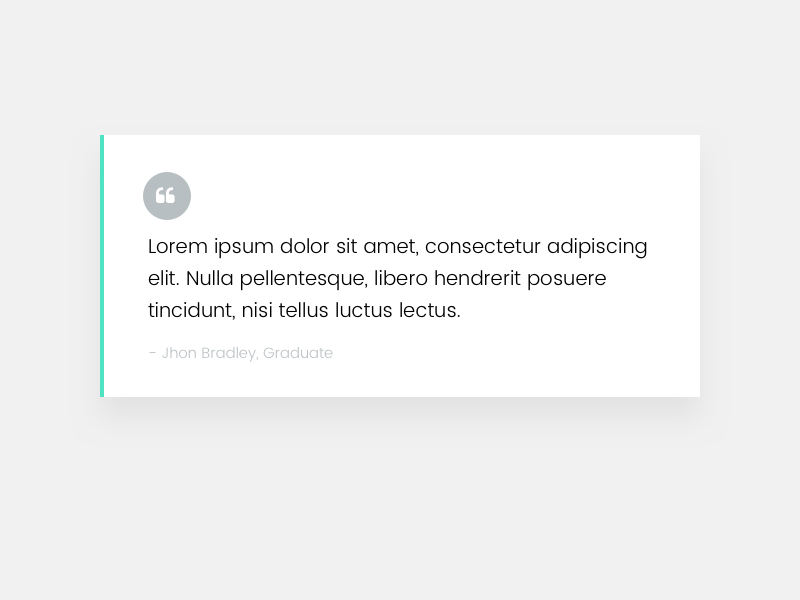 Lorem ipsum dolor sit amet, consectetur adipiscing
elit. Nulla pellentesque, libero hendrerit posuere
tincidunt, nisi tellus luctus lectus.
- Jhon Bradley, Graduate